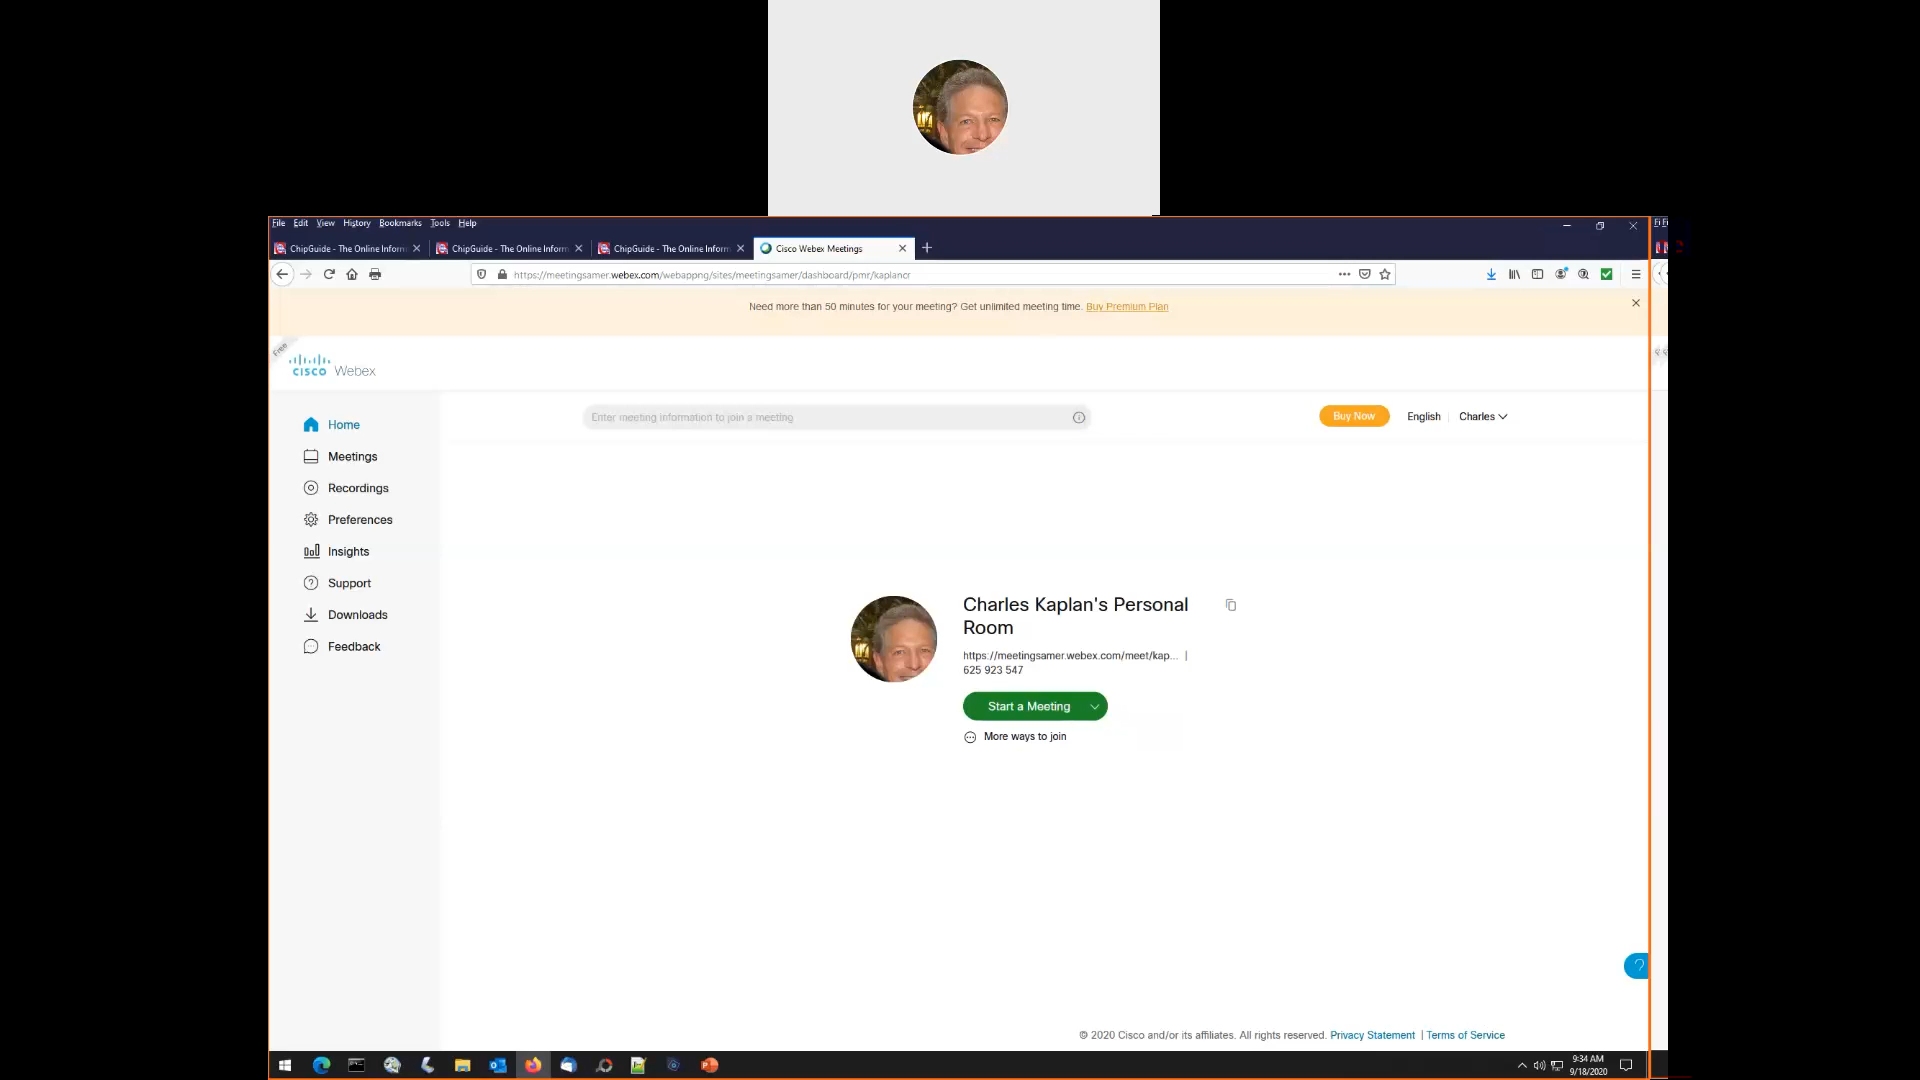 File Edit View History Bookmarks Tools Help
ChipGuide - The Online Inform
ChipGuide - The Online Inform
ChipGuide - The Online Inform
Cisco Webex Meetings
https://meetingsamer.webex.com/webappng/sites/meetingsamer/dashboard/pmr/kaplancr
Need more than 50 minutes for your meeting? Get unlimited meeting time. Buy Premium Plan
Free
CISCO Webex
Enter meeting information to join a meeting
Buy Now
English
Charles
Home
Meetings
Recordings
Preferences
Insights
Support
Downloads
Feedback
Charles Kaplan's Personal
Room
https://meetingsamer.webex.com/meet/kap... |
625 923 547
Start a Meeting
More ways to join
© 2020 Cisco and/or its affiliates. All rights reserved. Privacy Statement | Terms of Service
9:34 AM
9/18/2020